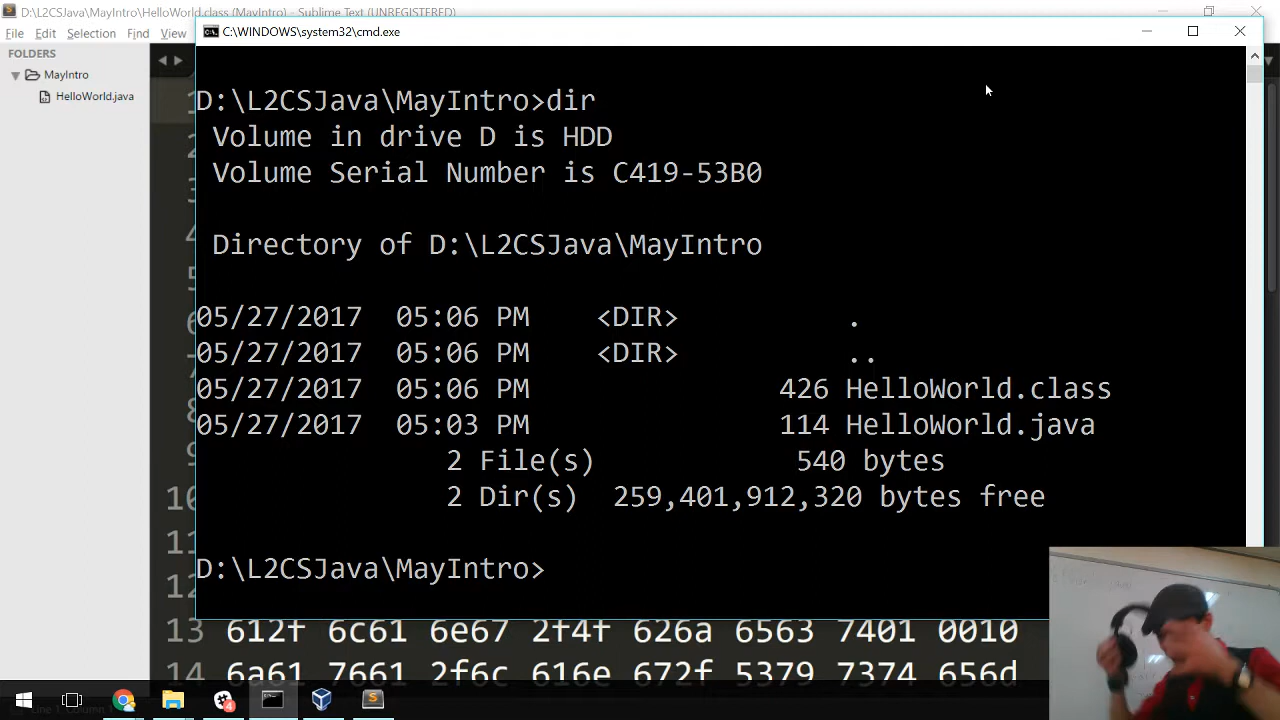 D:\L2CSJava\MayIntro\HelloWorld.class (MayIntro) - Sublime Text (UNREGISTERED)
File Edit Selection Find View
C:\WINDOWS\system32\cmd.exe
FOLDERS
MayIntro
HelloWorld.java
D:\L2CSJava\MayIntro>dir
Volume in drive D is HDD
Volume Serial Number is C419-53B0
Directory of D:\L2CSJava\MayIntro
05/27/2017 05:06 PM <DIR> .
05/27/2017 05:06 PM <DIR> ..
05/27/2017 05:06 PM 426 HelloWorld.class
05/27/2017 05:03 PM 114 HelloWorld.java
2 File(s) 540 bytes
2 Dir(s) 259,401,912,320 bytes free
D:\L2CSJava\MayIntro>
10
11
13 612f 6c61 6e67 2f4f 626a 6563 7401 0010
14 6a61 7661 2f6c 616e 672f 5379 7374 656d
4